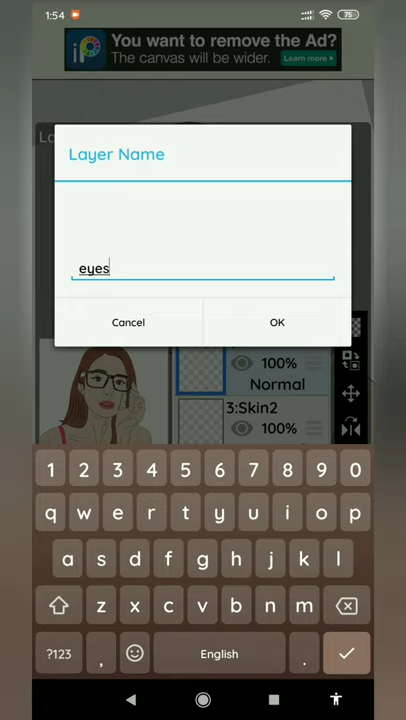 1:54
75
You want to remove the Ad?
The canvas will be wider.
Learn more ›
Layer Name
eyes
Cancel
OK
100%
Normal
3:Skin2
100%
1 2 3 4 5 6 7 8 9 0
q w e r t y u i o p
a s d f g h j k l
z x c v b n m
?123 , English .